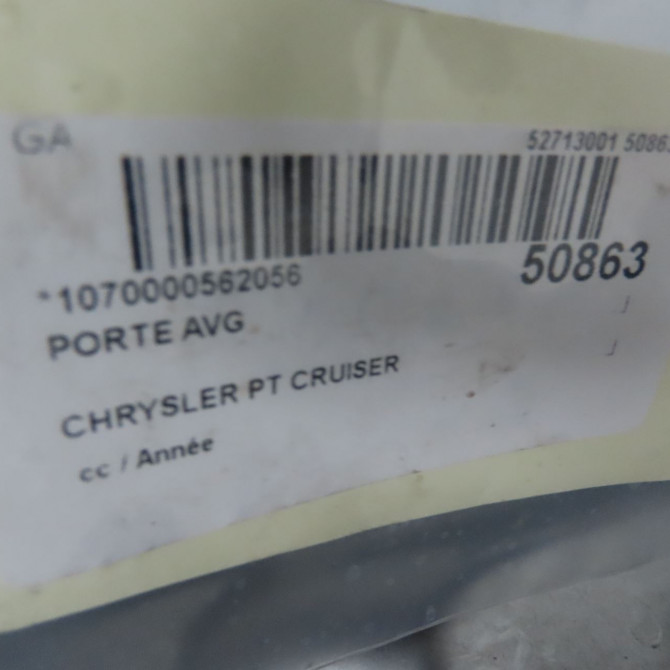 GA
52713001 50863
*1070000562056
50863
PORTE AVG
CHRYSLER PT CRUISER
cc / Année